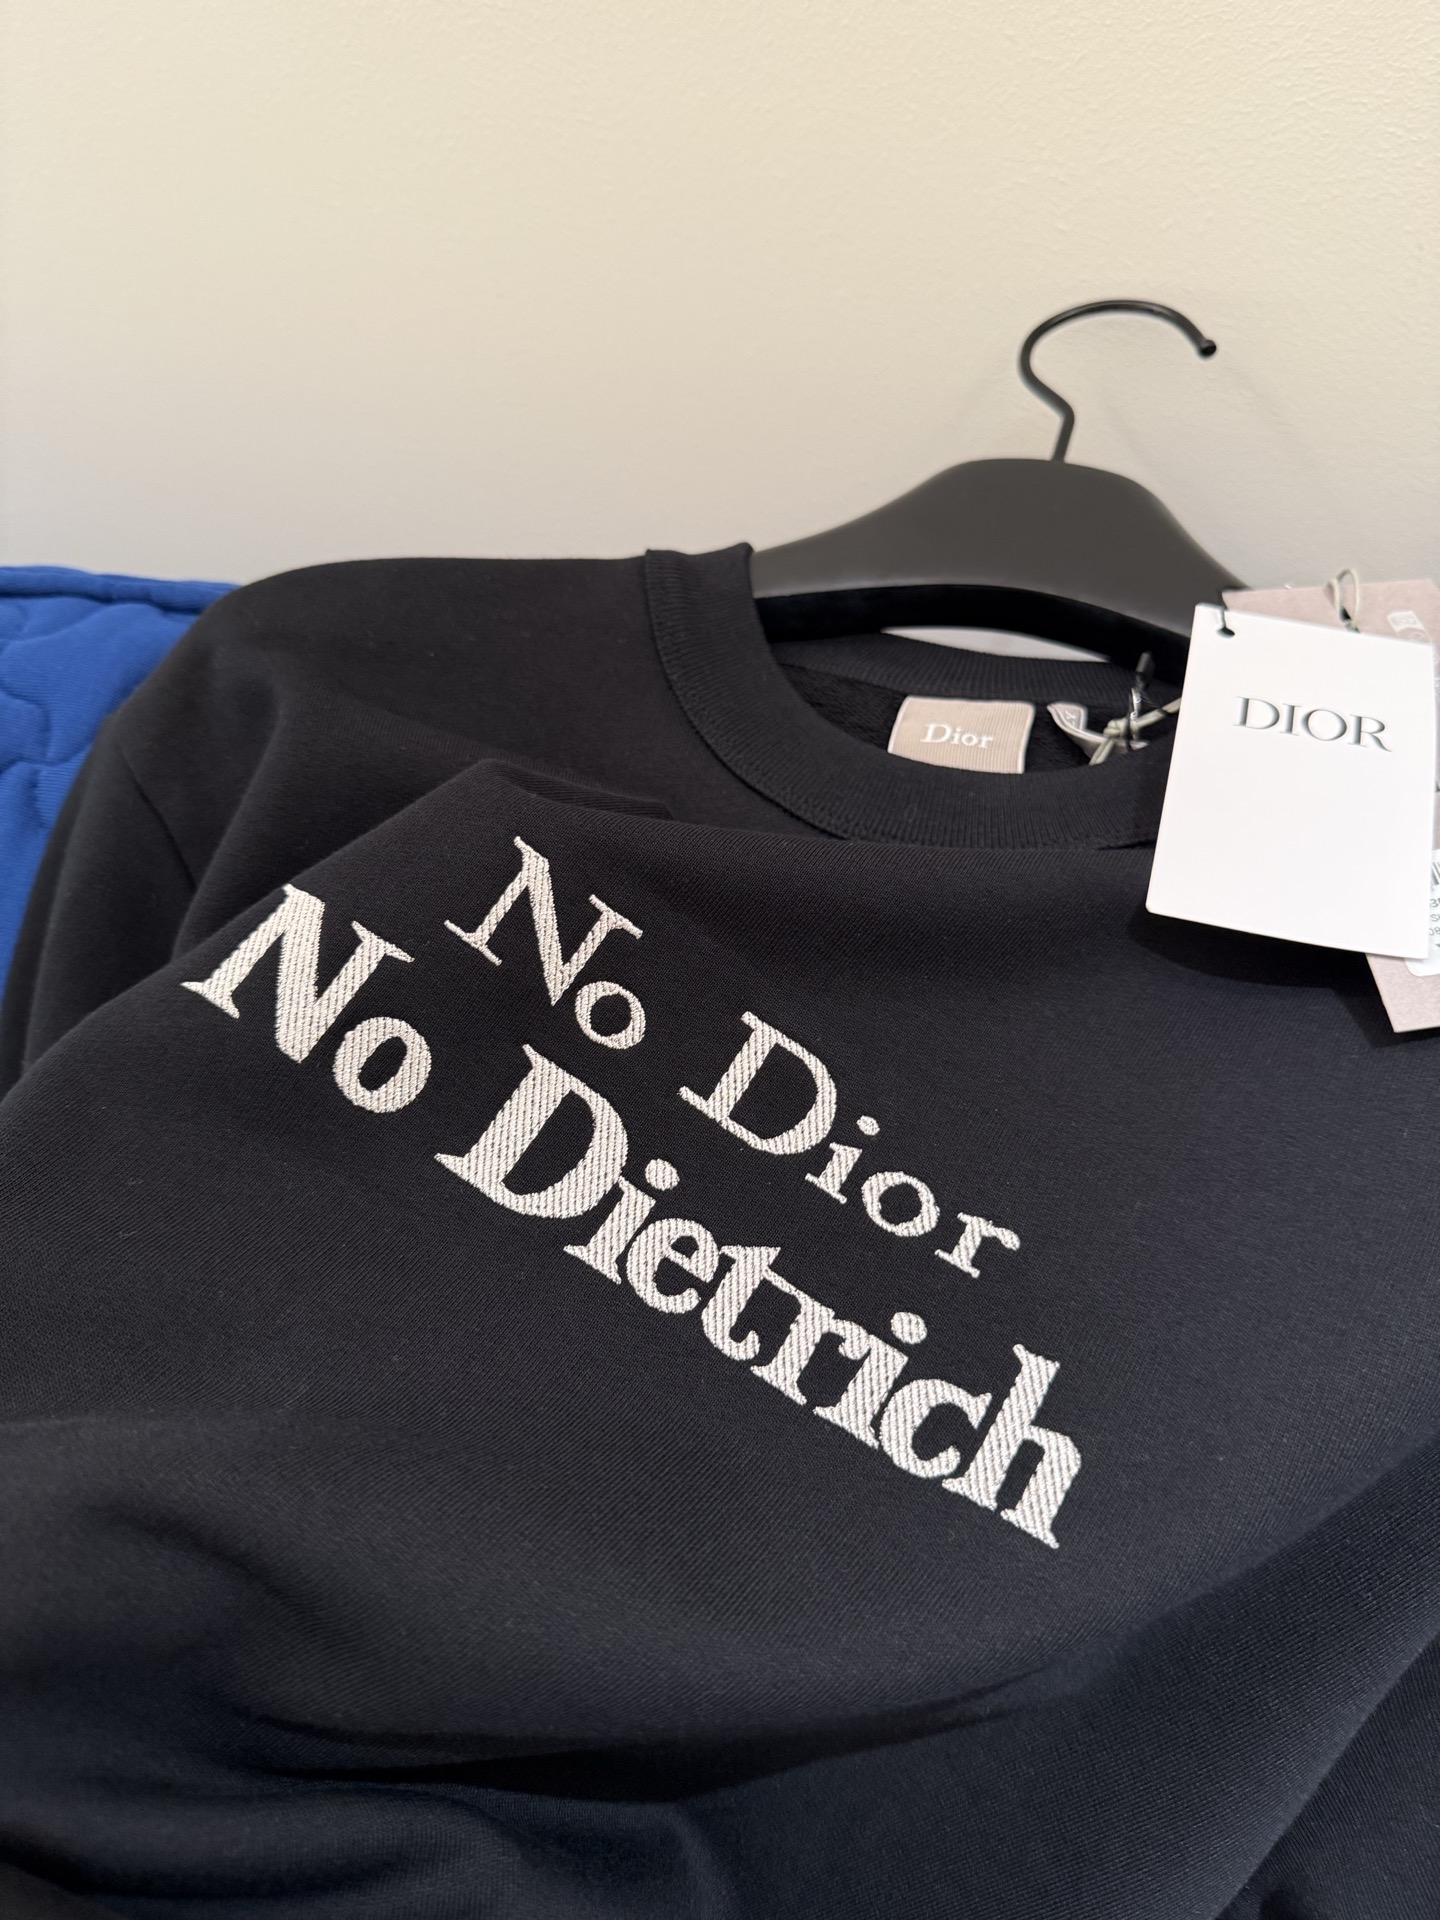 Dior
DIOR
No Dior
No Dietrich